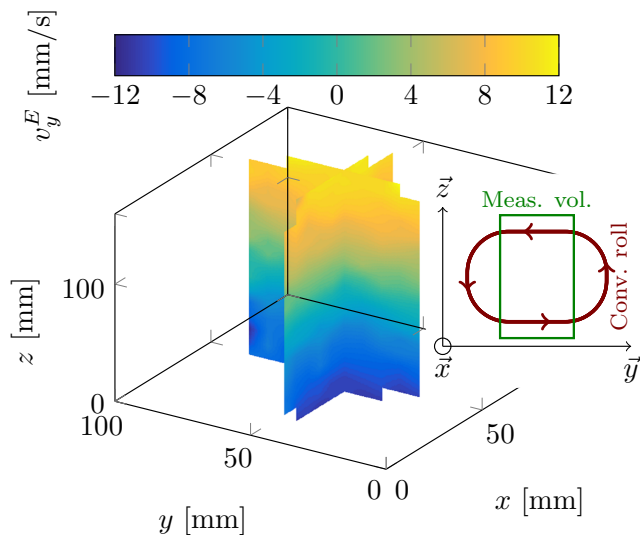 v_y^E [mm/s]
−12 −8 −4 0 4 8 12
z⃗
Meas. vol.
Conv. roll
x⃗
y⃗
z [mm]
100
0
100
50
0
0
50
y [mm]
x [mm]